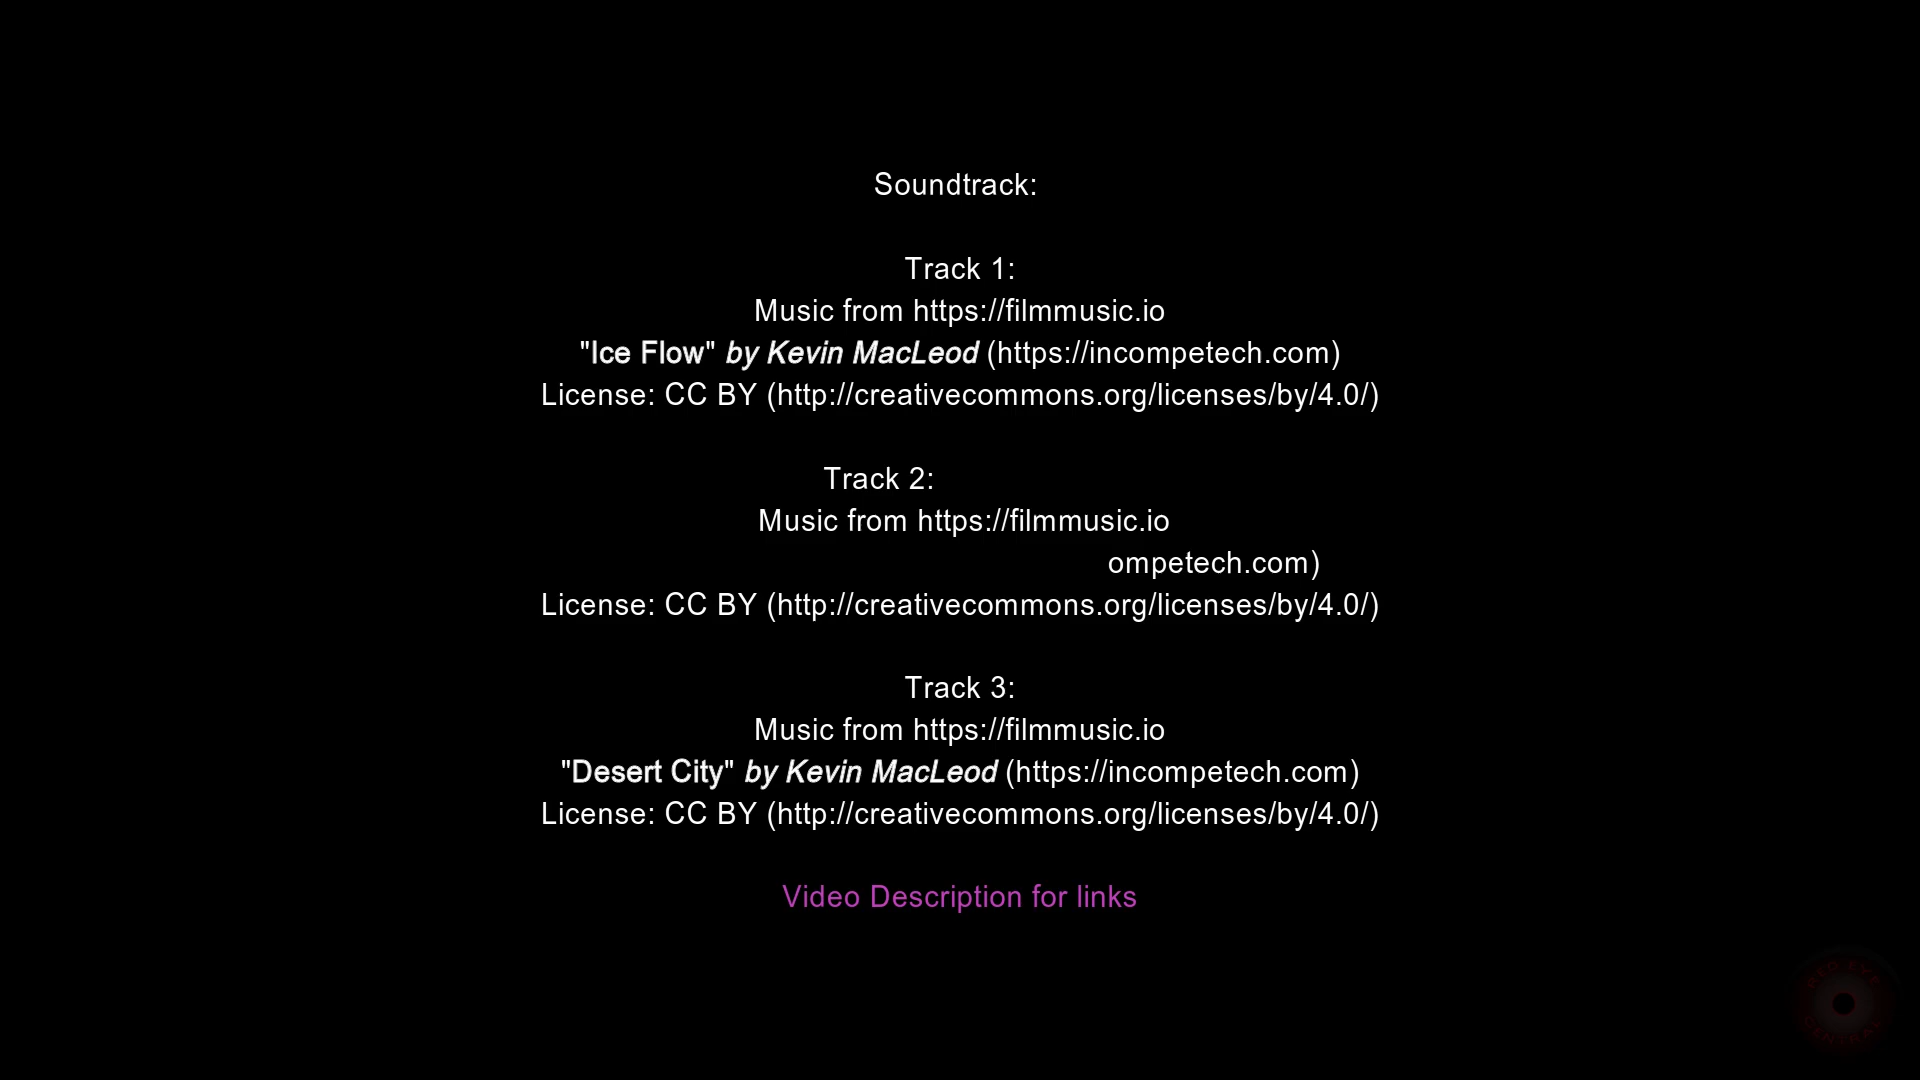 Soundtrack:
Track 1:
Music from https://filmmusic.io
"Ice Flow" by Kevin MacLeod (https://incompetech.com)
License: CC BY (http://creativecommons.org/licenses/by/4.0/)
Track 2:
Music from https://filmmusic.io
ompetech.com)
License: CC BY (http://creativecommons.org/licenses/by/4.0/)
Track 3:
Music from https://filmmusic.io
"Desert City" by Kevin MacLeod (https://incompetech.com)
License: CC BY (http://creativecommons.org/licenses/by/4.0/)
Video Description for links
RED EYE
CENTRAL